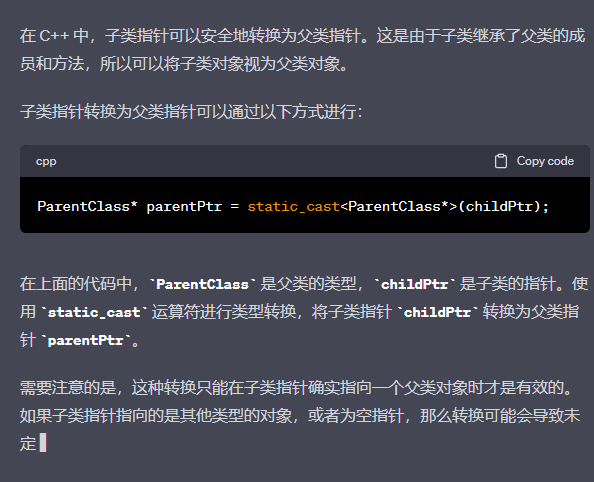 在 C++ 中，子类指针可以安全地转换为父类指针。这是由于子类继承了父类的成
员和方法，所以可以将子类对象视为父类对象。
子类指针转换为父类指针可以通过以下方式进行：
cpp Copy code
ParentClass* parentPtr = static_cast<ParentClass*>(childPtr);
在上面的代码中，`ParentClass` 是父类的类型，`childPtr` 是子类的指针。使
用 `static_cast` 运算符进行类型转换，将子类指针 `childPtr` 转换为父类指
针 `parentPtr`。
需要注意的是，这种转换只能在子类指针确实指向一个父类对象时才是有效的。
如果子类指针指向的是其他类型的对象，或者为空指针，那么转换可能会导致未
定